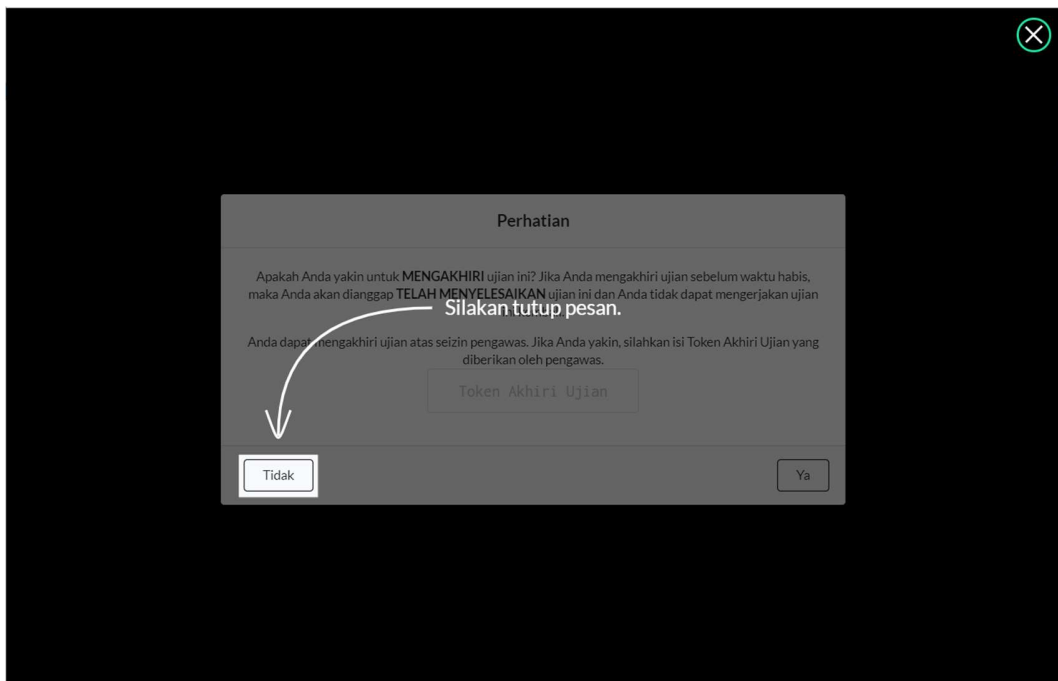 Perhatian
Apakah Anda yakin untuk MENGAKHIRI ujian ini? Jika Anda mengakhiri ujian sebelum waktu habis,
maka Anda akan dianggap TELAH MENYELESAIKAN ujian ini dan Anda tidak dapat mengerjakan ujian
Silakan tutup pesan.
Anda dapat mengakhiri ujian atas seizin pengawas. Jika Anda yakin, silahkan isi Token Akhiri Ujian yang
diberikan oleh pengawas.
Token Akhiri Ujian
Tidak
Ya